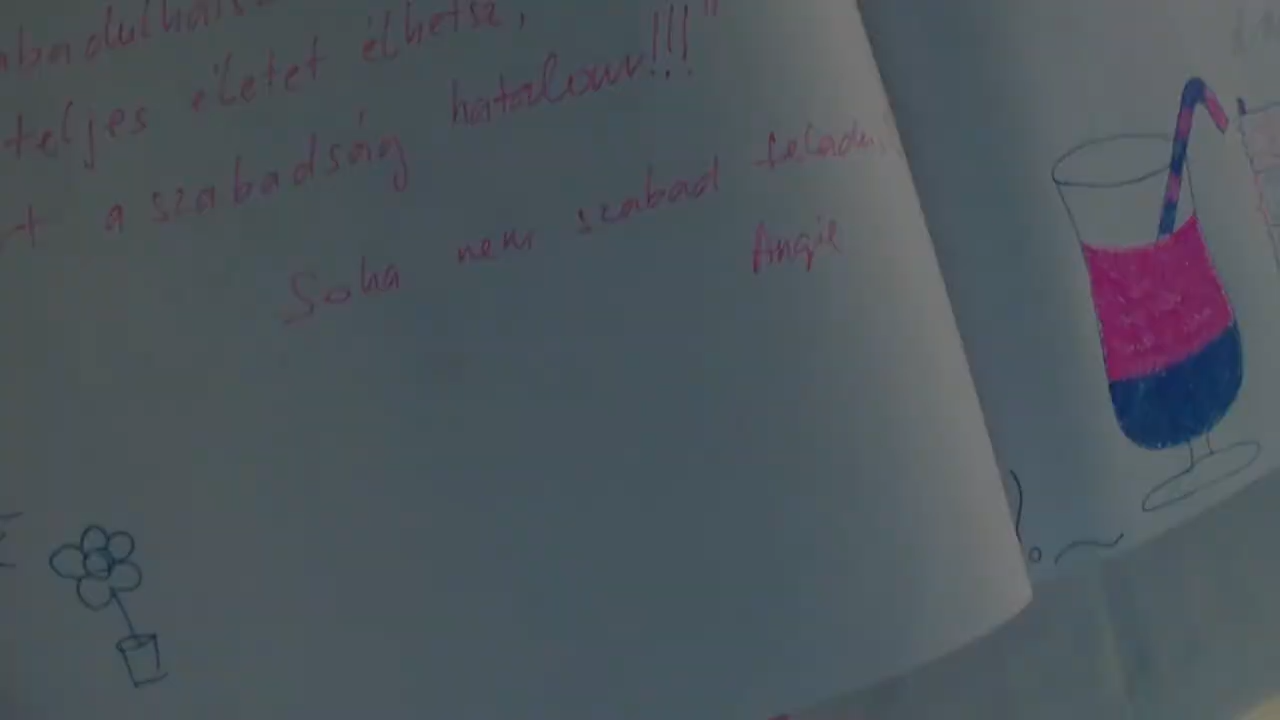 teljes életet élhetsz,
a szabadság hatalom!!!"
Soha nem szabad feladni
Angie